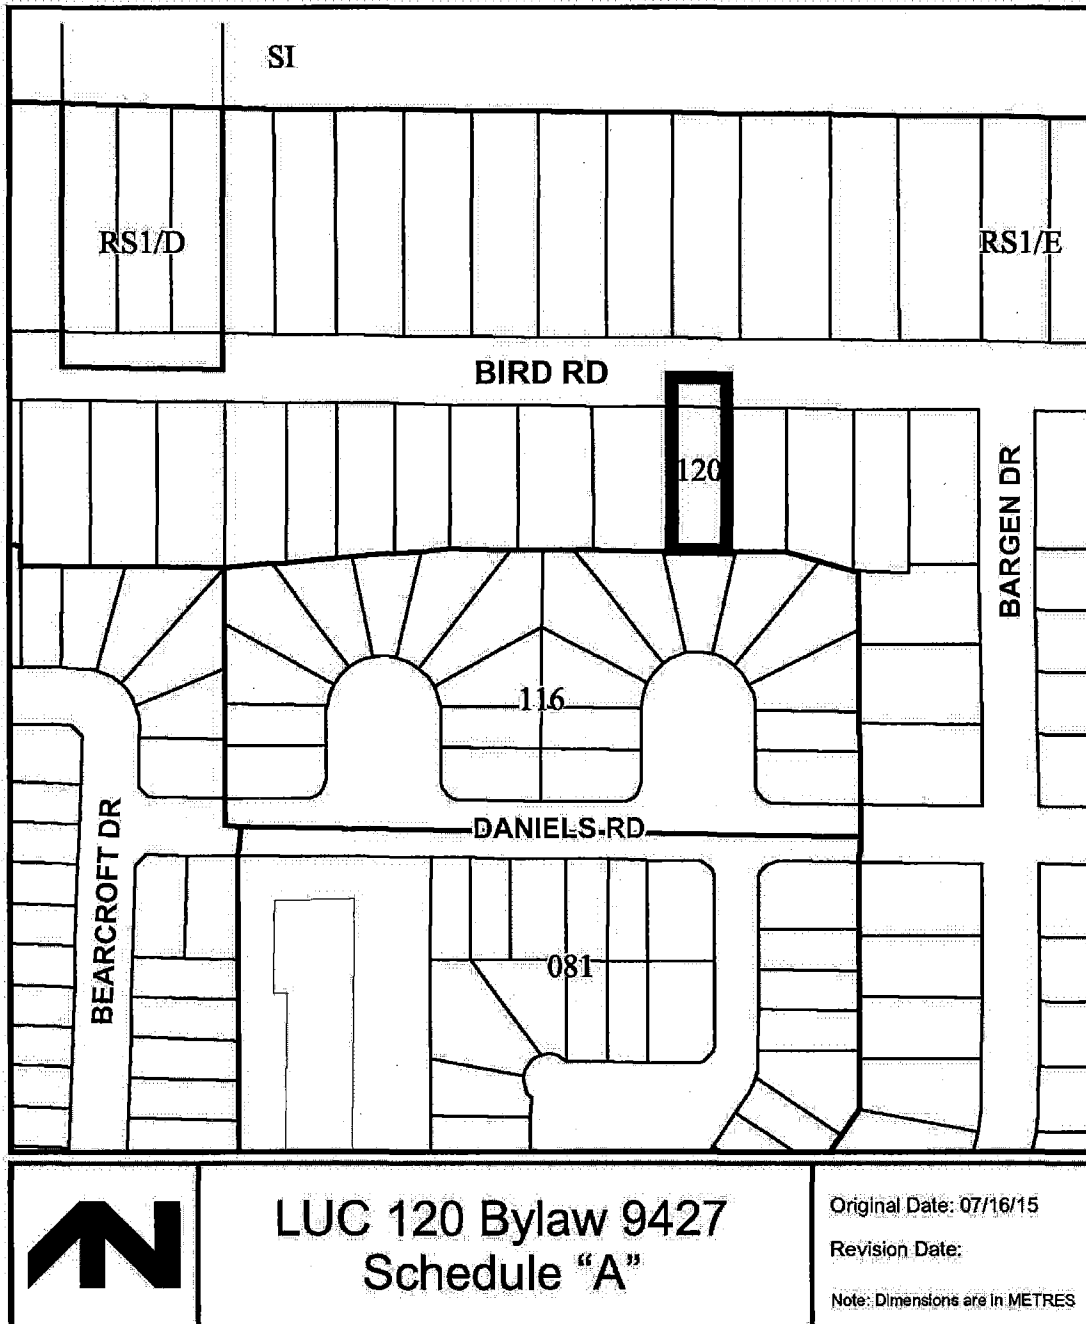 SI
RS1/D
RS1/E
BIRD RD
120
BARGEN DR
116
DANIELS RD
BEARCROFT DR
081
LUC 120 Bylaw 9427
Schedule “A”
Original Date: 07/16/15
Revision Date:
Note: Dimensions are in METRES